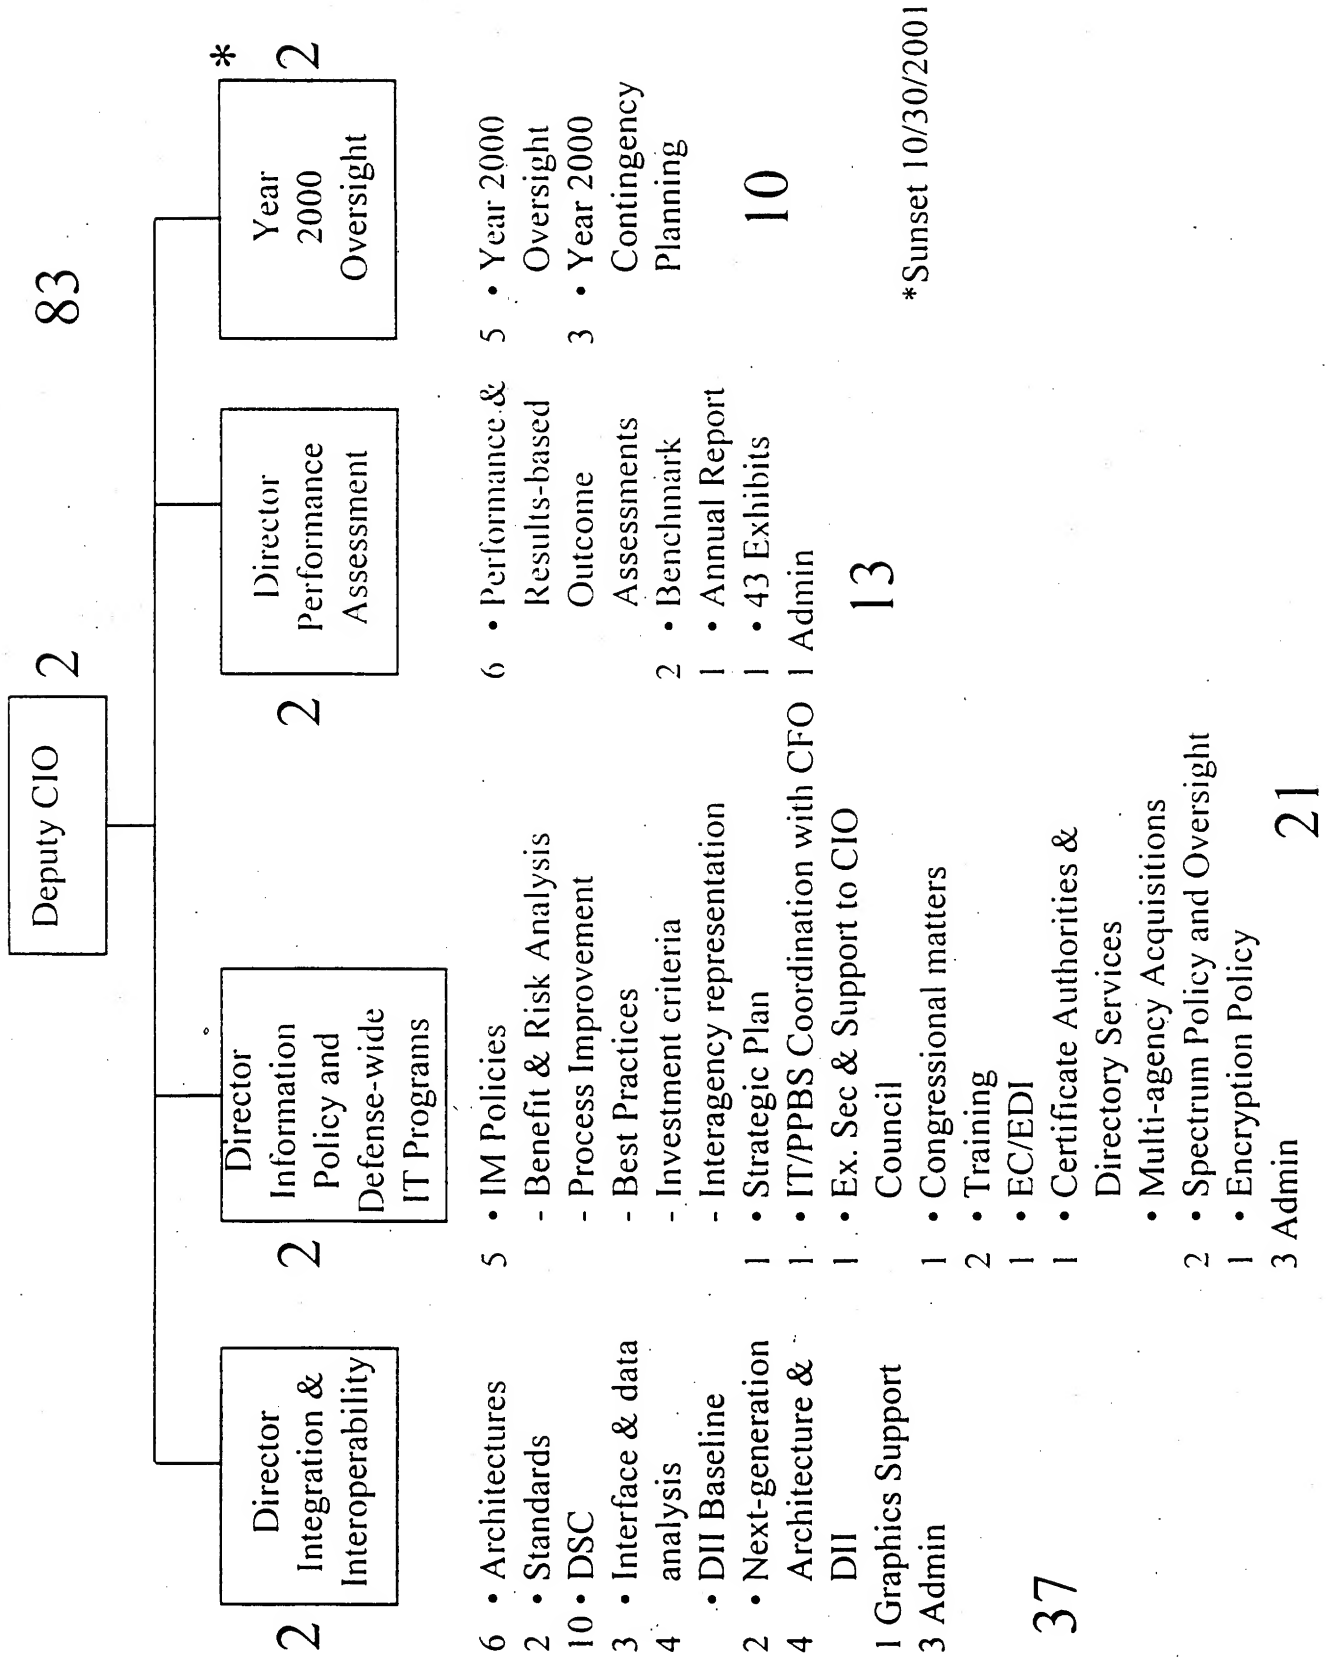 83
Deputy CIO
2
Director
Integration &
Interoperability
2
6 • Architectures
2 • Standards
10 • DSC
3 • Interface & data
4 analysis
• DII Baseline
2 • Next-generation
4 Architecture &
DII
1 Graphics Support
3 Admin
37
Director
Information
Policy and
Defense-wide
IT Programs
2
5 • IM Policies
- Benefit & Risk Analysis
- Process Improvement
- Best Practices
- Investment criteria
- Interagency representation
1 • Strategic Plan
1 • IT/PPBS Coordination with CFO
1 • Ex. Sec & Support to CIO
Council
1 • Congressional matters
2 • Training
1 • EC/EDI
1 • Certificate Authorities &
Directory Services
• Multi-agency Acquisitions
2 • Spectrum Policy and Oversight
1 • Encryption Policy
3 Admin
21
Director
Performance
Assessment
2
6 • Performance &
Results-based
Outcome
Assessments
2 • Benchmark
1 • Annual Report
1 • 43 Exhibits
1 Admin
13
Year
2000
Oversight
*
2
5 • Year 2000
Oversight
3 • Year 2000
Contingency
Planning
10
*Sunset 10/30/2001